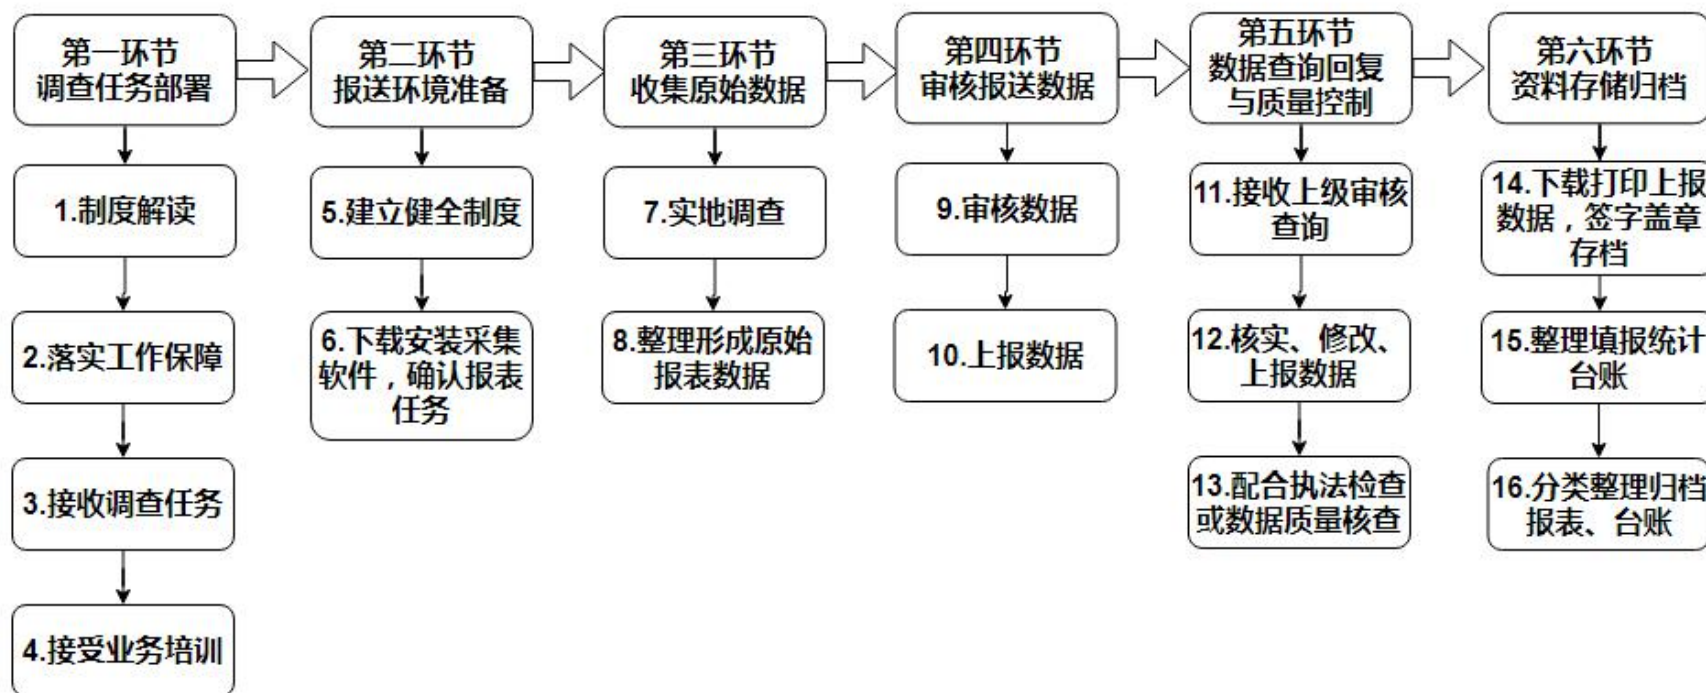 第一环节
调查任务部署
第二环节
报送环境准备
第三环节
收集原始数据
第四环节
审核报送数据
第五环节
数据查询回复
与质量控制
第六环节
资料存储归档
1.制度解读
2.落实工作保障
3.接收调查任务
4.接受业务培训
5.建立健全制度
6.下载安装采集
软件，确认报表
任务
7.实地调查
8.整理形成原始
报表数据
9.审核数据
10.上报数据
11.接收上级审核
查询
12.核实、修改、
上报数据
13.配合执法检查
或数据质量核查
14.下载打印上报
数据，签字盖章
存档
15.整理填报统计
台账
16.分类整理归档
报表、台账